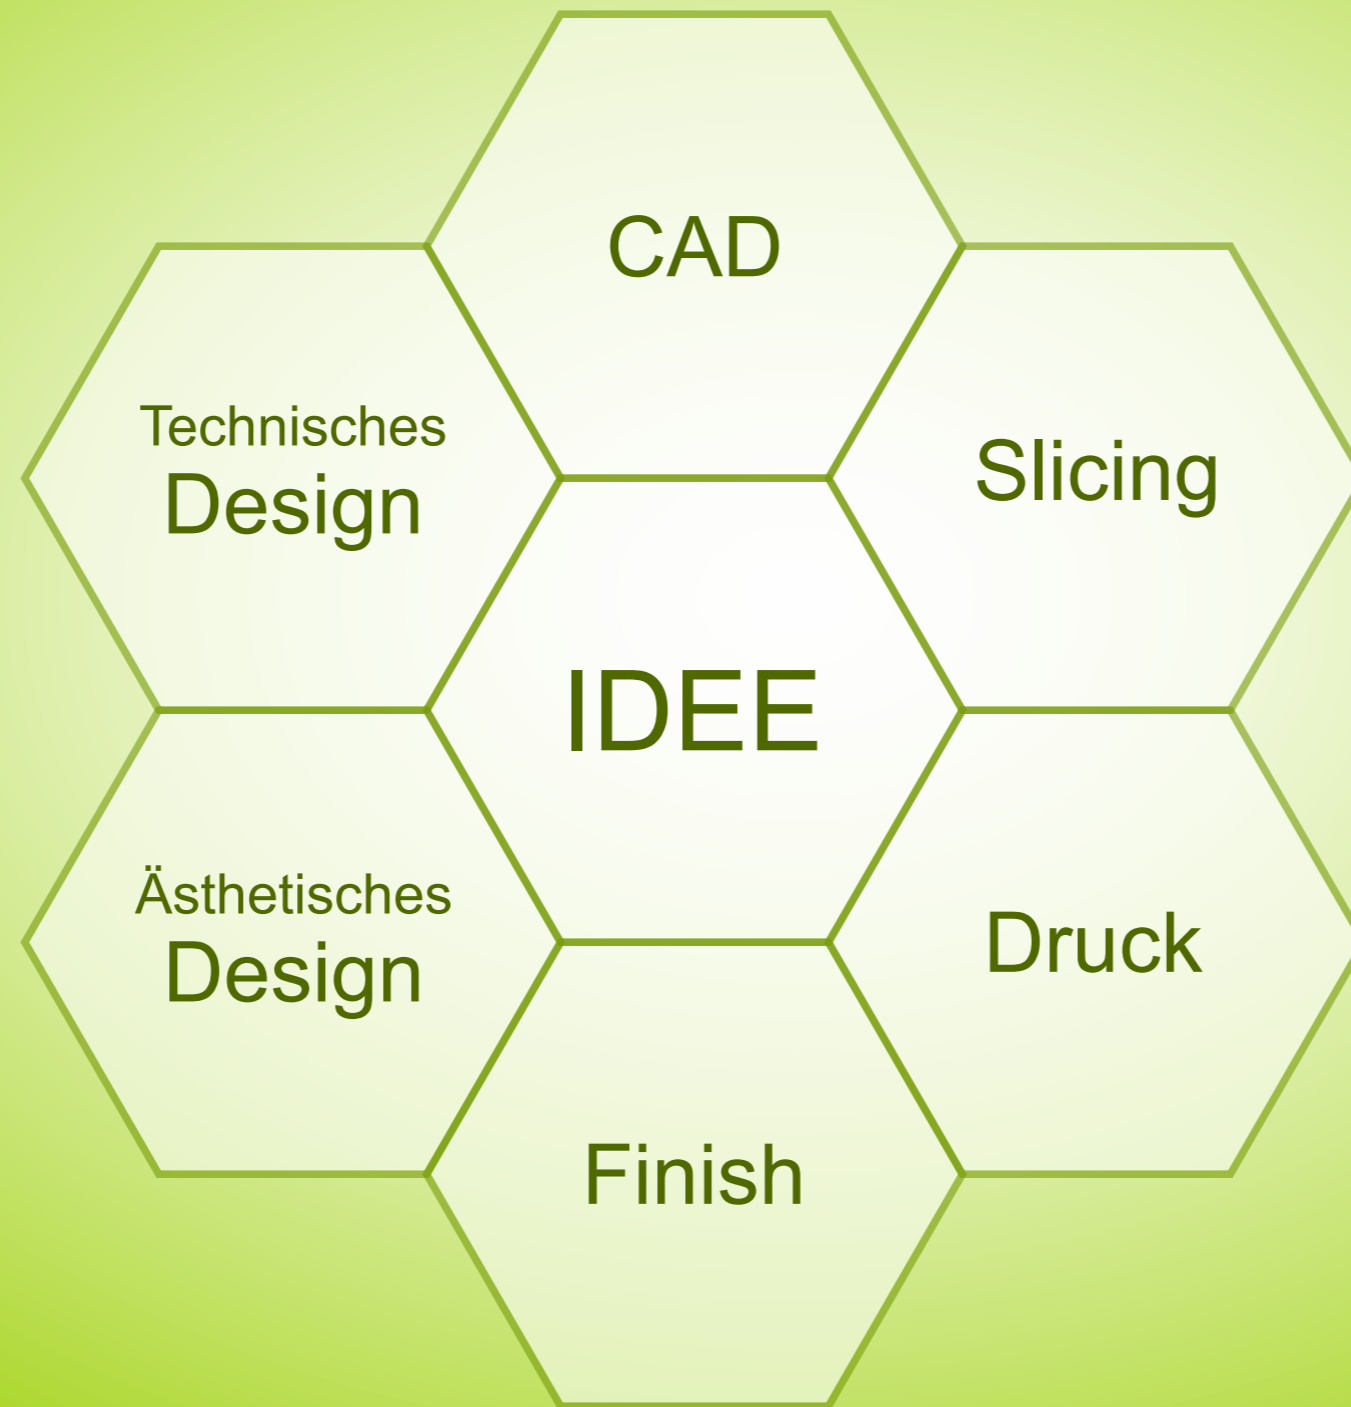 CAD
Technisches
Design
Slicing
IDEE
Ästhetisches
Design
Druck
Finish